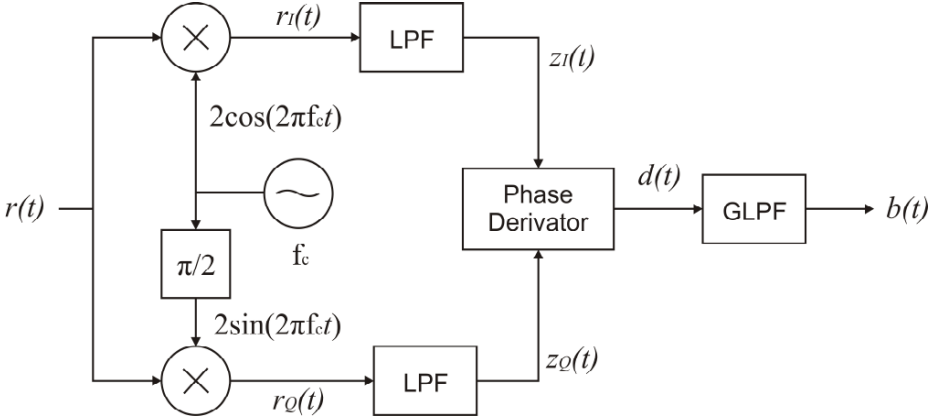 r_I(t)
LPF
z_I(t)
2cos(2πf_ct)
r(t)
f_c
Phase
Derivator
d(t)
GLPF
b(t)
π/2
2sin(2πf_ct)
r_Q(t)
LPF
z_Q(t)